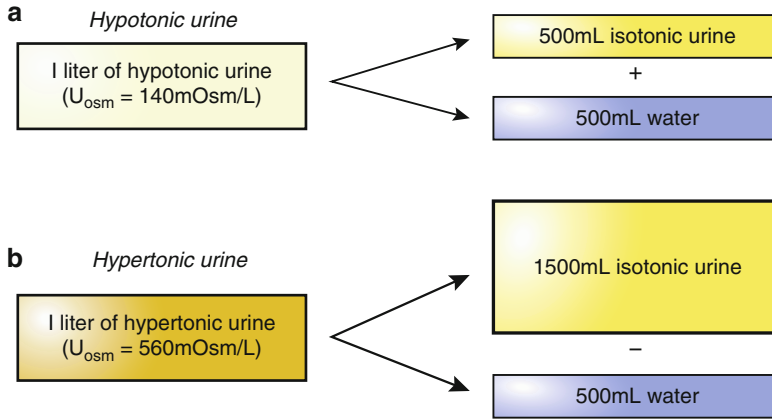 a
Hypotonic urine
I liter of hypotonic urine
(Uosm = 140mOsm/L)
500mL isotonic urine
+
500mL water
b
Hypertonic urine
I liter of hypertonic urine
(Uosm = 560mOsm/L)
1500mL isotonic urine
–
500mL water